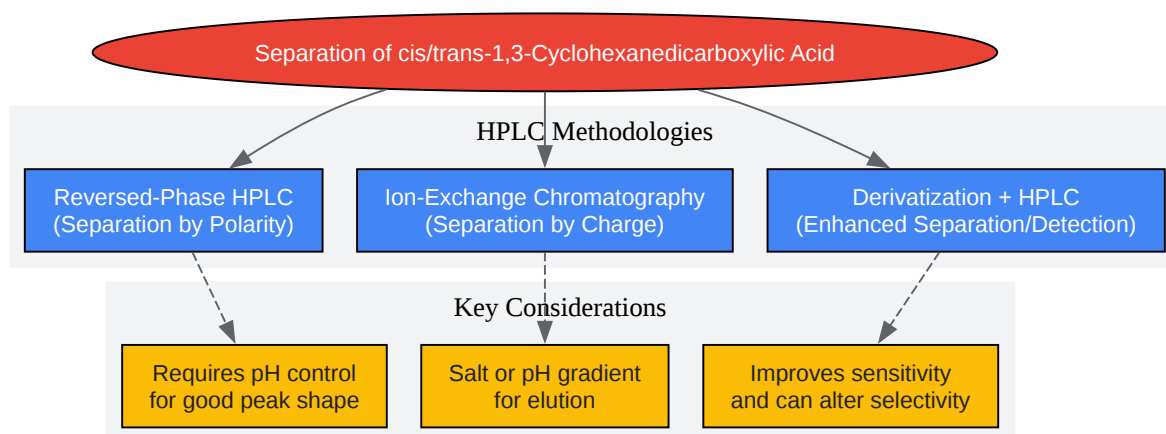 Separation of cis/trans-1,3-Cyclohexanedicarboxylic Acid
HPLC Methodologies
Reversed-Phase HPLC
(Separation by Polarity)
Ion-Exchange Chromatography
(Separation by Charge)
Derivatization + HPLC
(Enhanced Separation/Detection)
Key Considerations
Requires pH control
for good peak shape
Salt or pH gradient
for elution
Improves sensitivity
and can alter selectivity